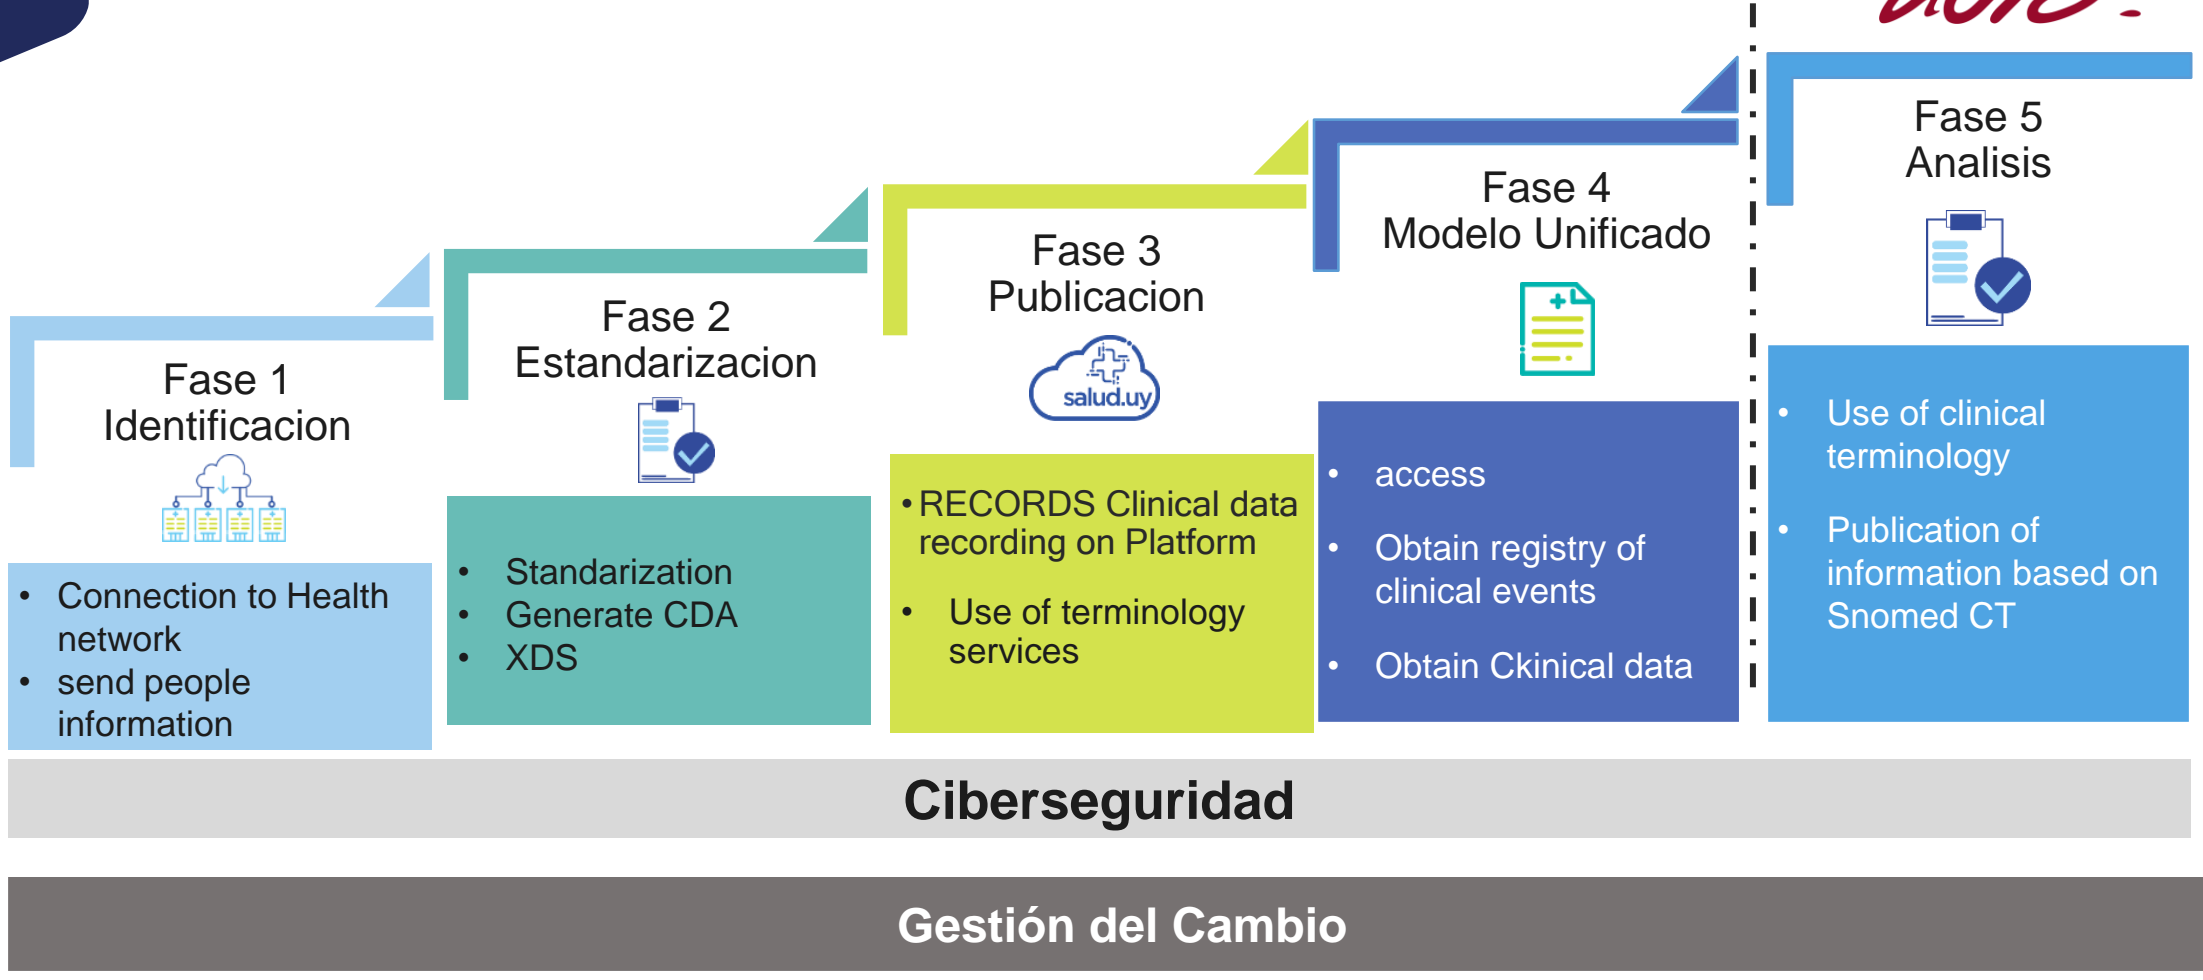 Fase 1
Identificacion
• Connection to Health
network
• send people
information
Fase 2
Estandarizacion
• Standarization
• Generate CDA
• XDS
Fase 3
Publicacion
salud.uy
• RECORDS Clinical data
recording on Platform
• Use of terminology
services
Fase 4
Modelo Unificado
• access
• Obtain registry of
clinical events
• Obtain Ckinical data
Fase 5
Analisis
• Use of clinical
terminology
• Publication of
information based on
Snomed CT
Ciberseguridad
Gestión del Cambio